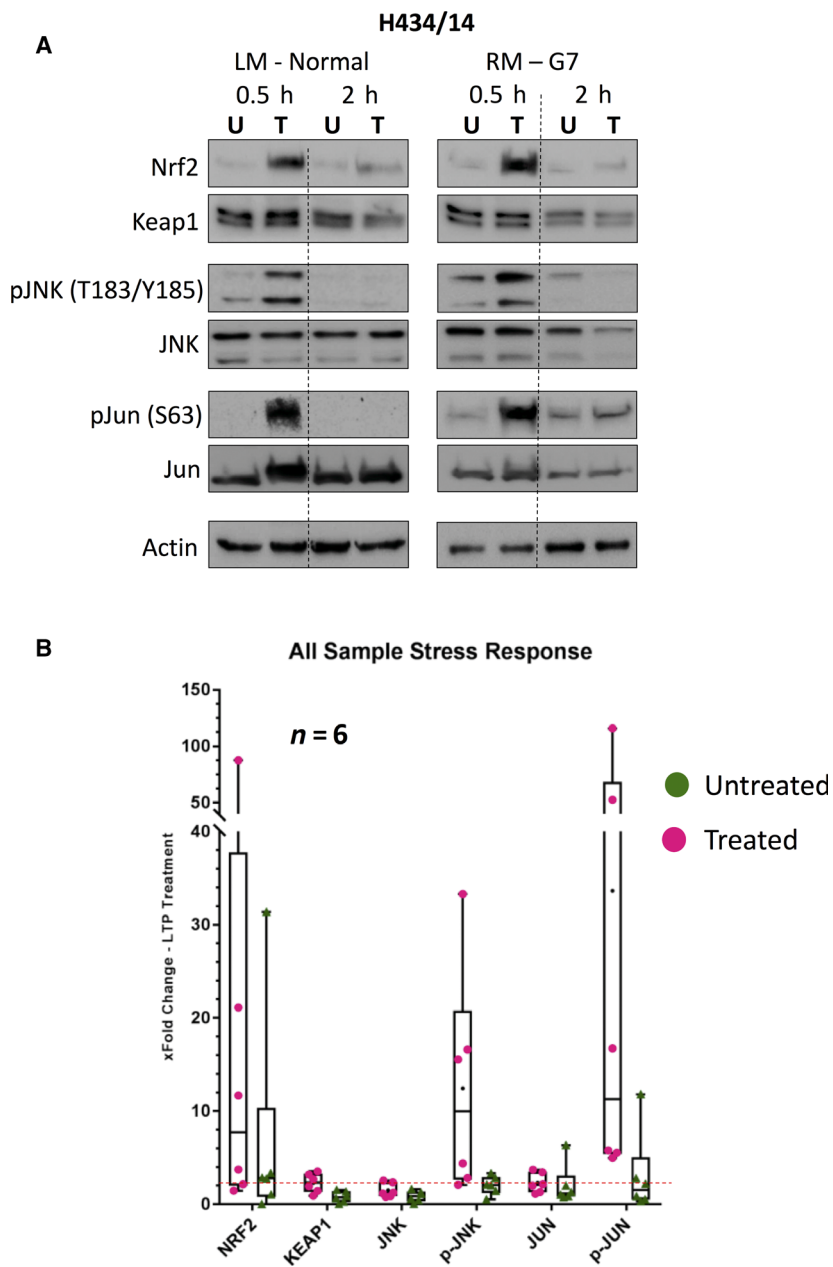 H434/14
A
LM - Normal RM – G7
0.5 h 2 h 0.5 h 2 h
U T U T U T U T
Nrf2
Keap1
pJNK (T183/Y185)
JNK
pJun (S63)
Jun
Actin
B
All Sample Stress Response
n = 6
150
100
50
40
30
20
10
0
xFold Change - LTP Treatment
Untreated
Treated
NRF2 KEAP1 JNK p-JNK JUN p-JUN